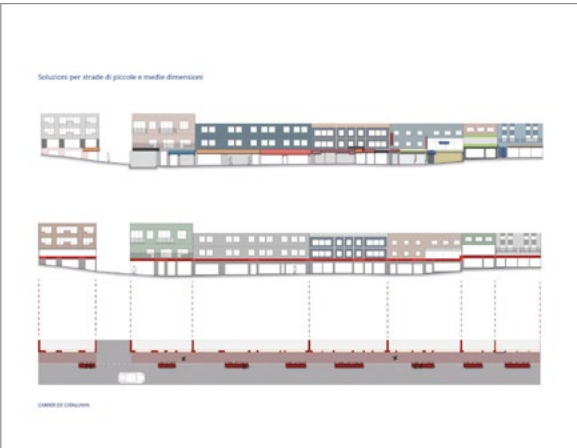 Soluzioni per strade di piccole e medie dimensioni
CARRER DE CATALUNYA